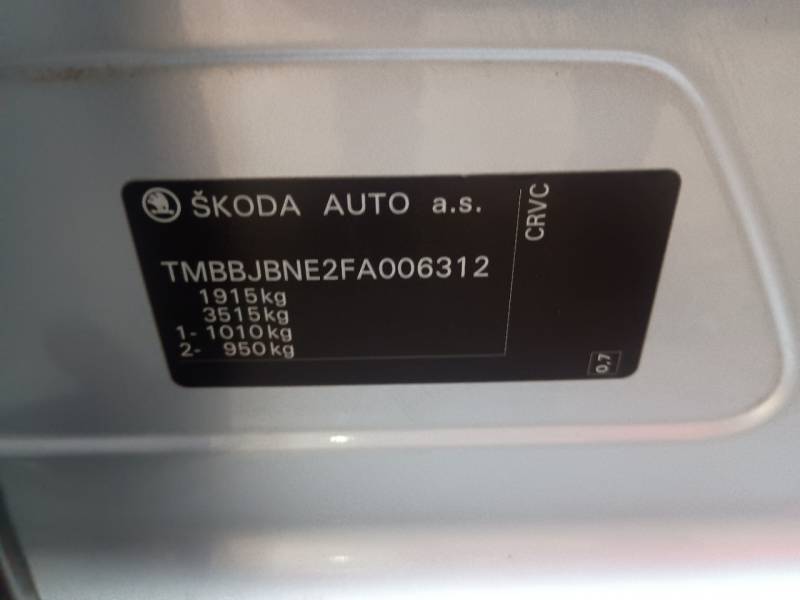 ŠKODA AUTO a.s.
TMBBJBNE2FA006312
1915kg
3515kg
1- 1010kg
2- 950kg
CRVC
0,7